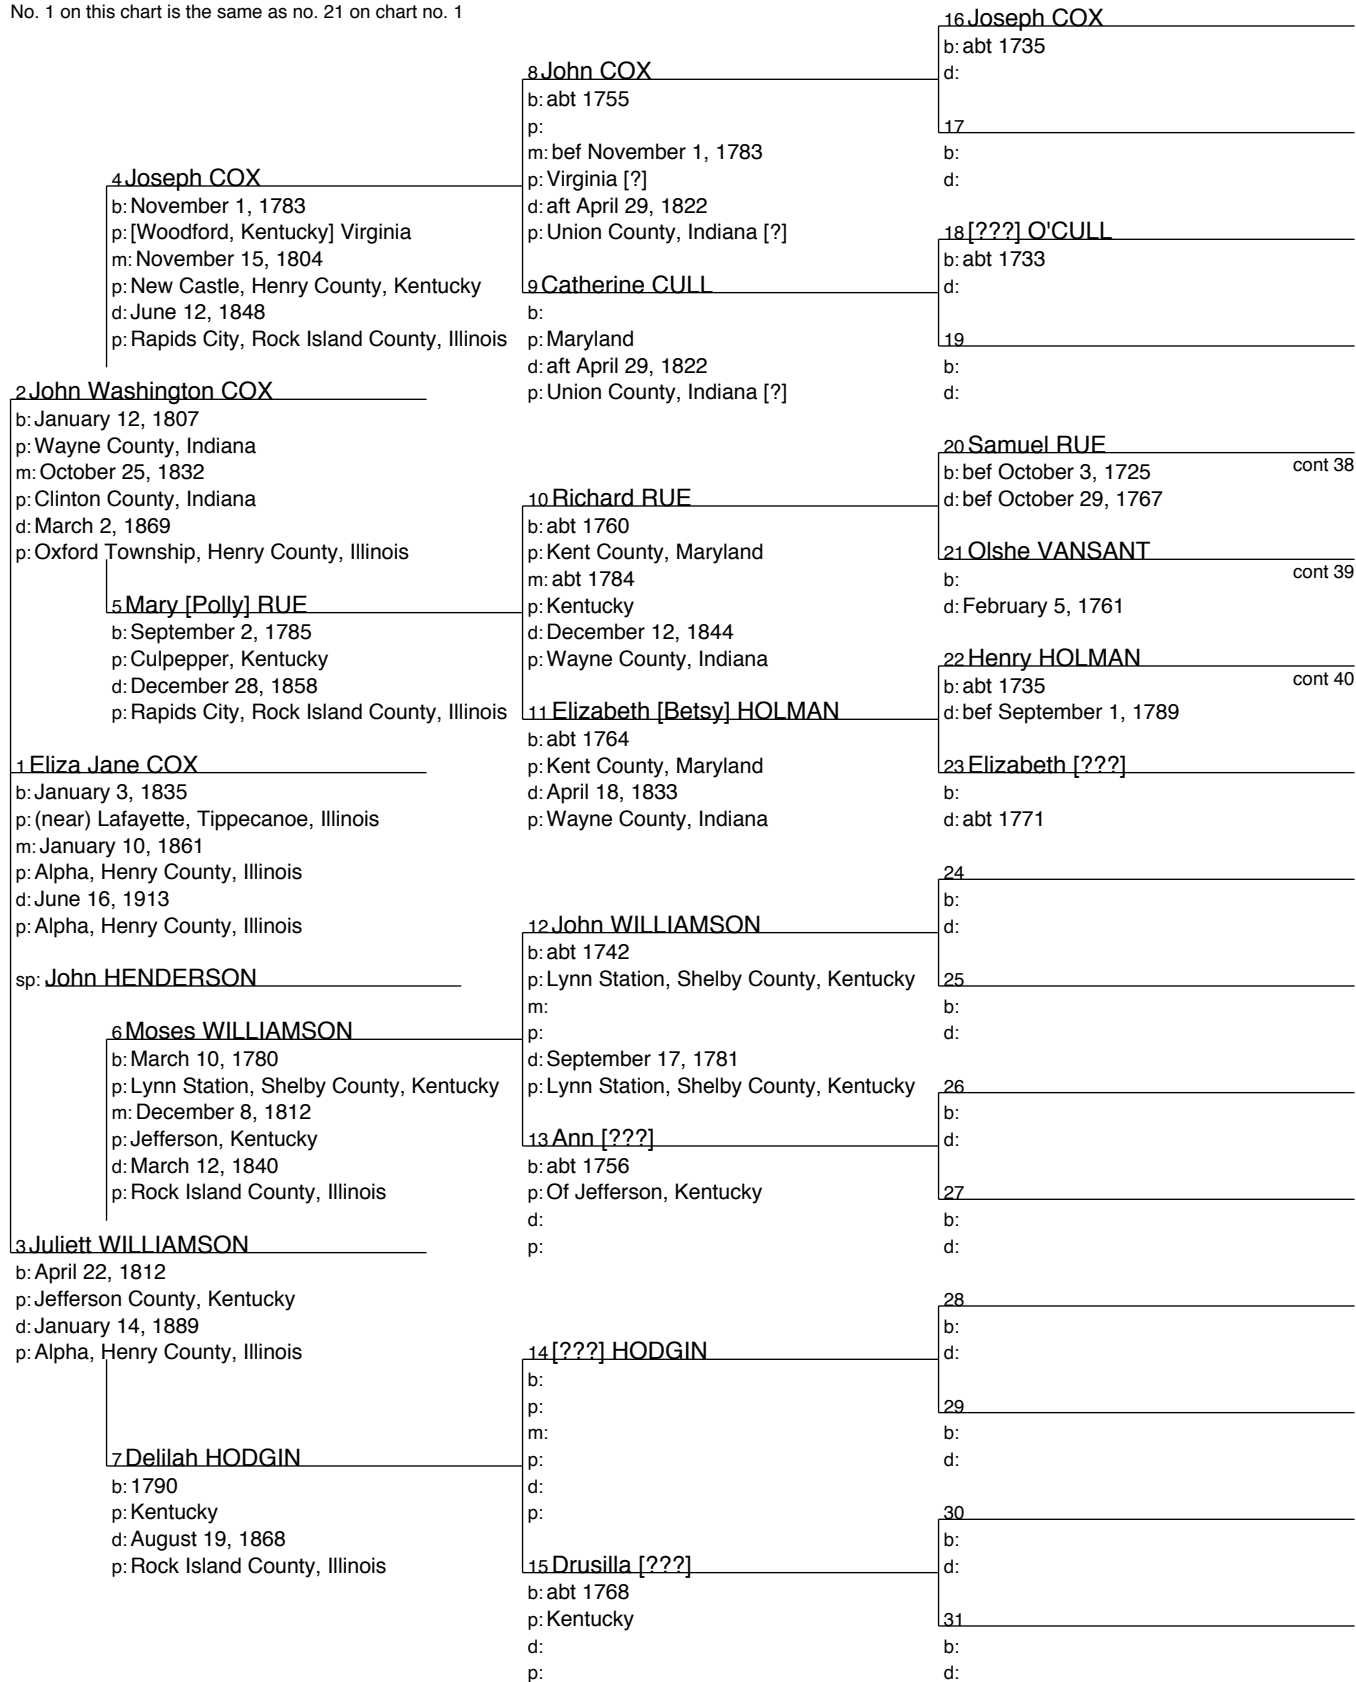 No. 1 on this chart is the same as no. 21 on chart no. 1
16 Joseph COX
b: abt 1735
d:
8 John COX
b: abt 1755
p:
m: bef November 1, 1783
p: Virginia [?]
d: aft April 29, 1822
p: Union County, Indiana [?]
17
b:
d:
4 Joseph COX
b: November 1, 1783
p: [Woodford, Kentucky] Virginia
m: November 15, 1804
p: New Castle, Henry County, Kentucky
d: June 12, 1848
p: Rapids City, Rock Island County, Illinois
18 [???] O'CULL
b: abt 1733
d:
9 Catherine CULL
b:
p: Maryland
d: aft April 29, 1822
p: Union County, Indiana [?]
19
b:
d:
2 John Washington COX
b: January 12, 1807
p: Wayne County, Indiana
m: October 25, 1832
p: Clinton County, Indiana
d: March 2, 1869
p: Oxford Township, Henry County, Illinois
20 Samuel RUE
cont 38
b: bef October 3, 1725
d: bef October 29, 1767
10 Richard RUE
b: abt 1760
p: Kent County, Maryland
m: abt 1784
p: Kentucky
d: December 12, 1844
p: Wayne County, Indiana
21 Olshe VANSANT
cont 39
b:
d: February 5, 1761
5 Mary [Polly] RUE
b: September 2, 1785
p: Culpepper, Kentucky
d: December 28, 1858
p: Rapids City, Rock Island County, Illinois
22 Henry HOLMAN
cont 40
b: abt 1735
d: bef September 1, 1789
11 Elizabeth [Betsy] HOLMAN
b: abt 1764
p: Kent County, Maryland
d: April 18, 1833
p: Wayne County, Indiana
23 Elizabeth [???]
b:
d: abt 1771
1 Eliza Jane COX
b: January 3, 1835
p: (near) Lafayette, Tippecanoe, Illinois
m: January 10, 1861
p: Alpha, Henry County, Illinois
d: June 16, 1913
p: Alpha, Henry County, Illinois
sp: John HENDERSON
24
b:
d:
12 John WILLIAMSON
b: abt 1742
p: Lynn Station, Shelby County, Kentucky
m:
p:
d: September 17, 1781
p: Lynn Station, Shelby County, Kentucky
25
b:
d:
6 Moses WILLIAMSON
b: March 10, 1780
p: Lynn Station, Shelby County, Kentucky
m: December 8, 1812
p: Jefferson, Kentucky
d: March 12, 1840
p: Rock Island County, Illinois
26
b:
d:
13 Ann [???]
b: abt 1756
p: Of Jefferson, Kentucky
d:
p:
27
b:
d:
3 Juliett WILLIAMSON
b: April 22, 1812
p: Jefferson County, Kentucky
d: January 14, 1889
p: Alpha, Henry County, Illinois
28
b:
d:
14 [???] HODGIN
b:
p:
m:
p:
d:
p:
29
b:
d:
7 Delilah HODGIN
b: 1790
p: Kentucky
d: August 19, 1868
p: Rock Island County, Illinois
30
b:
d:
15 Drusilla [???]
b: abt 1768
p: Kentucky
d:
p:
31
b:
d: